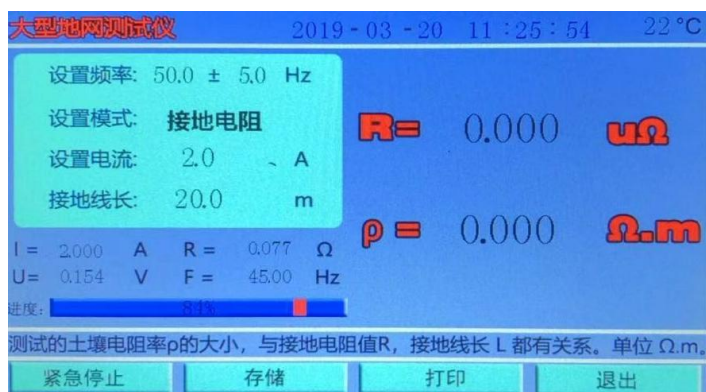 大型地网测试仪 2019-03-20 11:25:54 22℃
设置频率: 50.0 ± 5.0 Hz
设置模式: 接地电阻
设置电流: 2.0 、 A
接地线长: 20.0 m
R= 0.000 uΩ
ρ = 0.000 Ω.m
I = 2.000 A R = 0.077 Ω
U= 0.154 V F = 45.00 Hz
进度: 84%
测试的土壤电阻率ρ的大小，与接地电阻值R，接地线长 L 都有关系。单位 Ω.m。
紧急停止 存储 打印 退出